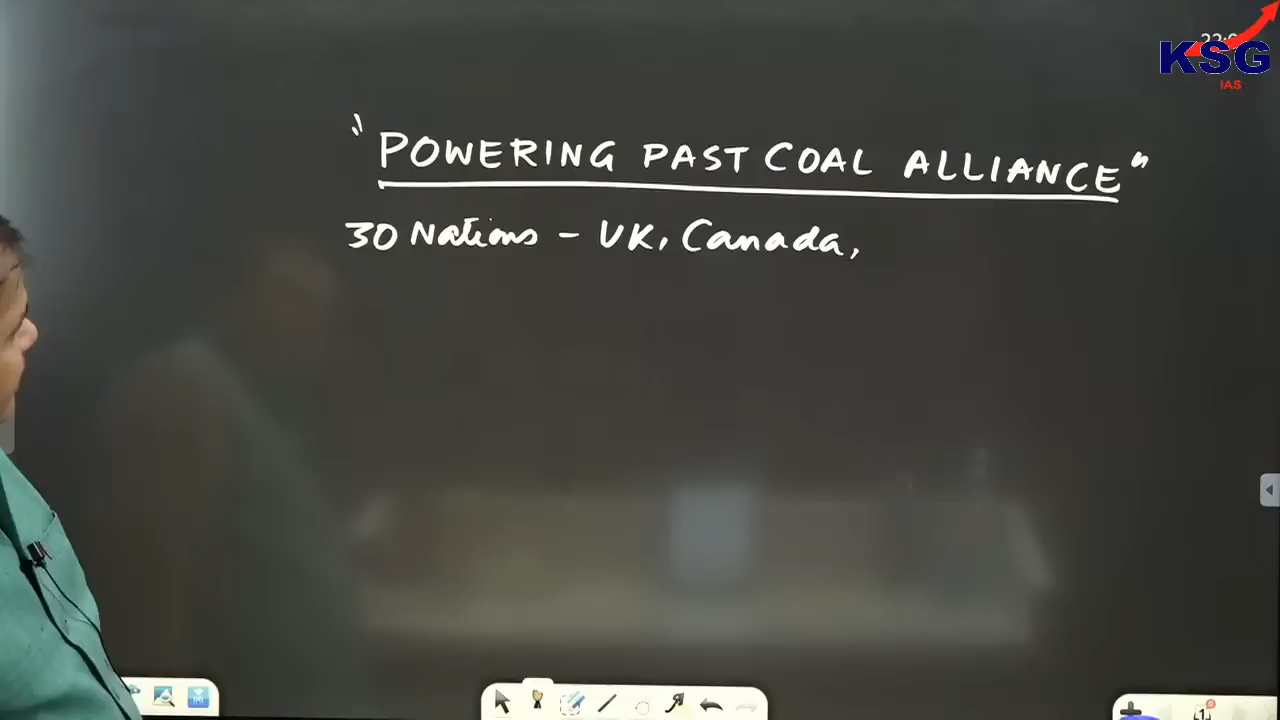 KSG
IAS
"POWERING PAST COAL ALLIANCE"
30 Nations - UK, Canada,